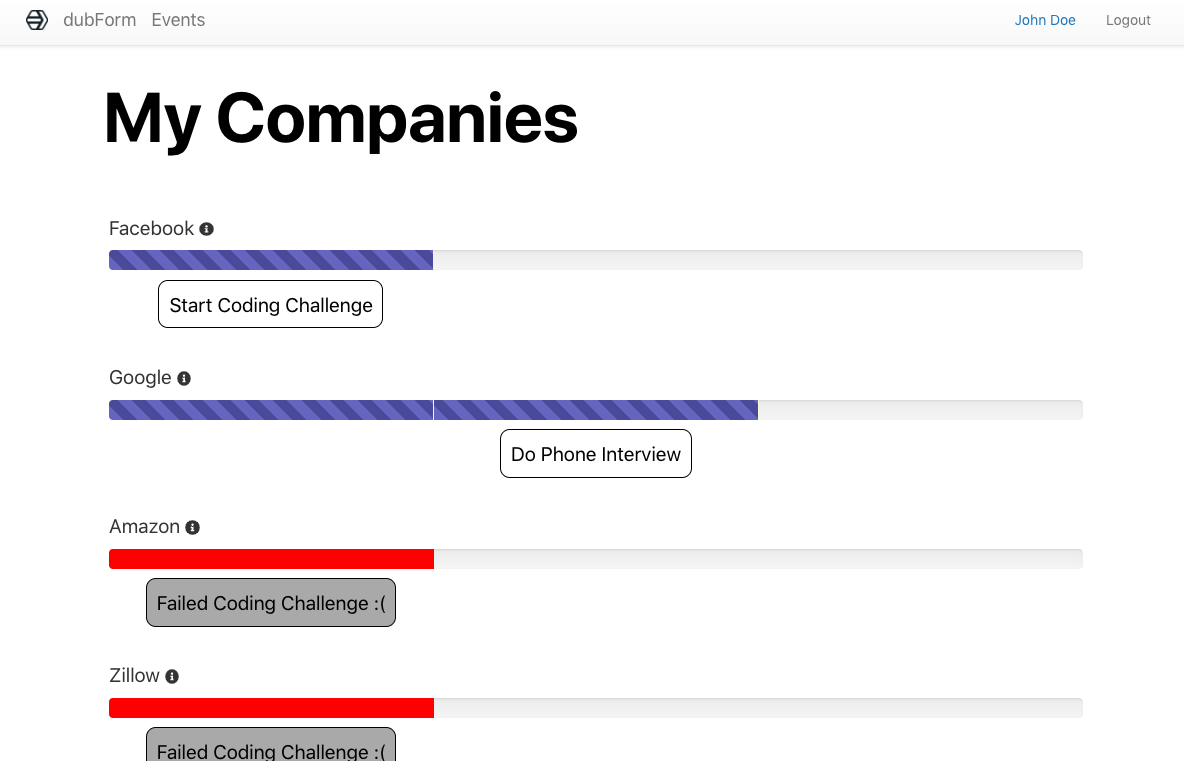 dubForm Events John Doe Logout
My Companies
Facebook
Start Coding Challenge
Google
Do Phone Interview
Amazon
Failed Coding Challenge :(
Zillow
Failed Coding Challenge :(